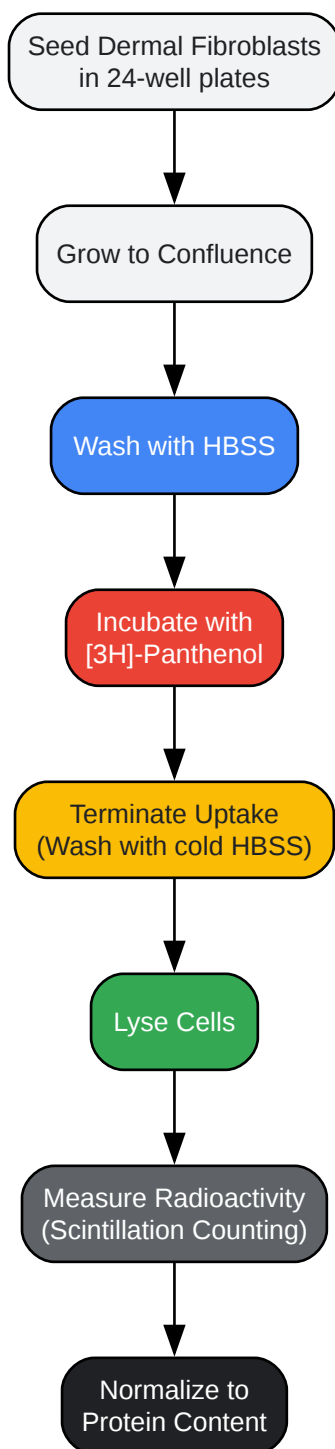 Seed Dermal Fibroblasts
in 24-well plates
Grow to Confluence
Wash with HBSS
Incubate with
[3H]-Panthenol
Terminate Uptake
(Wash with cold HBSS)
Lyse Cells
Measure Radioactivity
(Scintillation Counting)
Normalize to
Protein Content